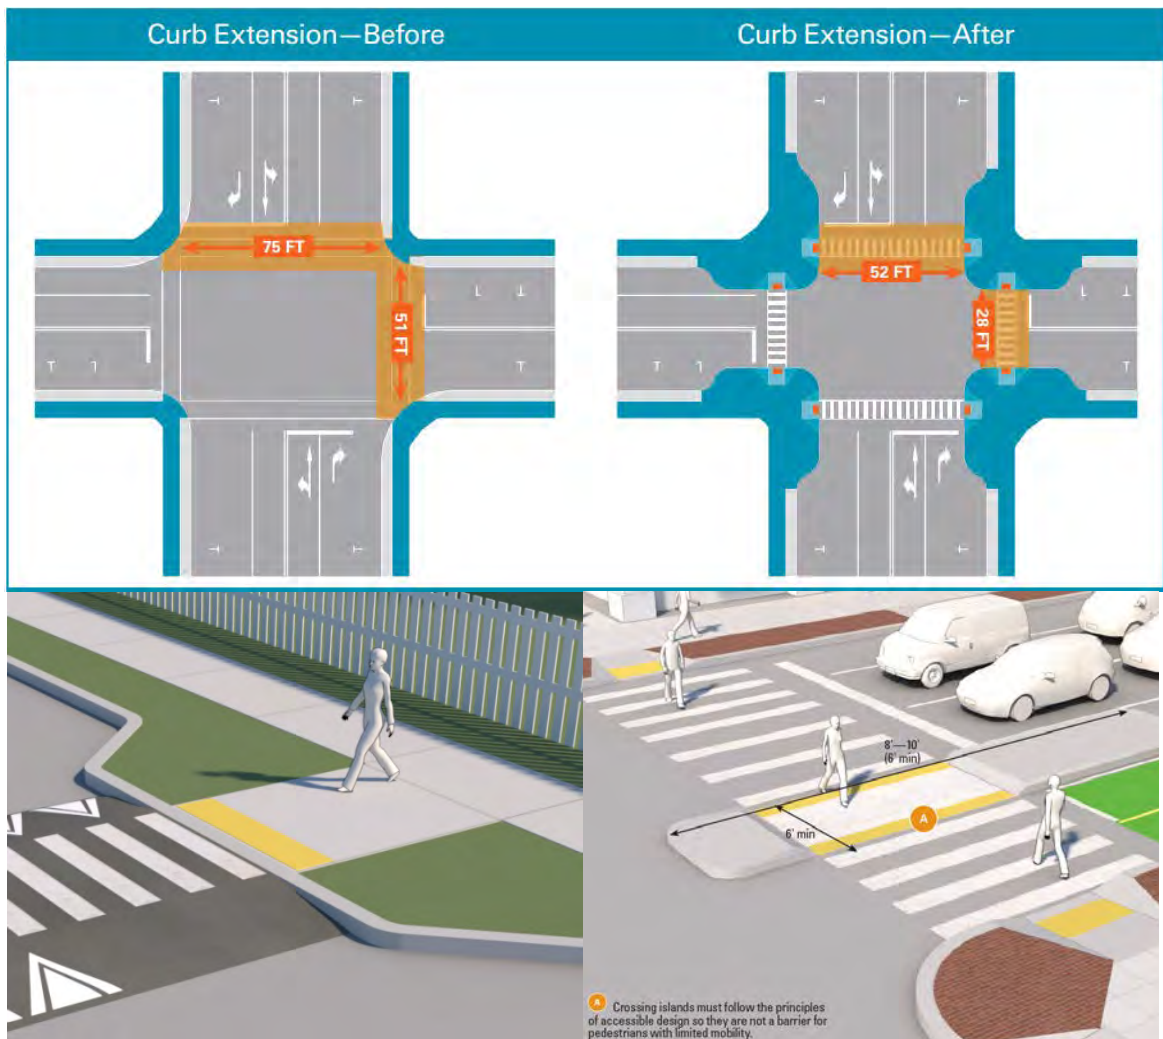 Curb Extension—Before
Curb Extension—After
75 FT
51 FT
52 FT
28 FT
8'—10'
(6' min)
6' min
A
A Crossing islands must follow the principles
of accessible design so they are not a barrier for
pedestrians with limited mobility.